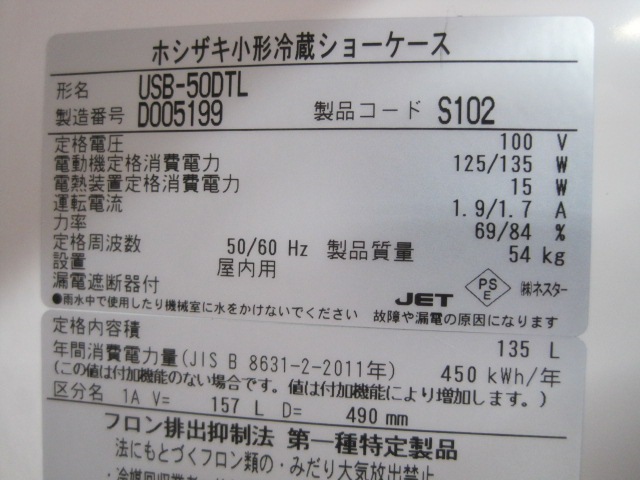 ホシザキ小形冷蔵ショーケース
形名 USB-50DTL
製造番号 D005199 製品コード S102
定格電圧 100 V
電動機定格消費電力 125/135 W
電熱装置定格消費電力 15 W
運転電流 1.9/1.7 A
力率 69/84 %
定格周波数 50/60 Hz 製品質量 54 kg
設置 屋内用
漏電遮断器付 JET PSE ㈱ネスター
●雨水中で使用したり機械室に水をかけないでください 故障や漏電の原因になります
定格内容積 135 L
年間消費電力量(JIS B 8631-2-2011年) 450 kWh/年
(この値は付加機能のない場合です。値は付加機能により増加します。)
区分名 1A V= 157 L D= 490 mm
フロン排出抑制法 第一種特定製品
法にもとづくフロン類の・みだり大気放出禁止